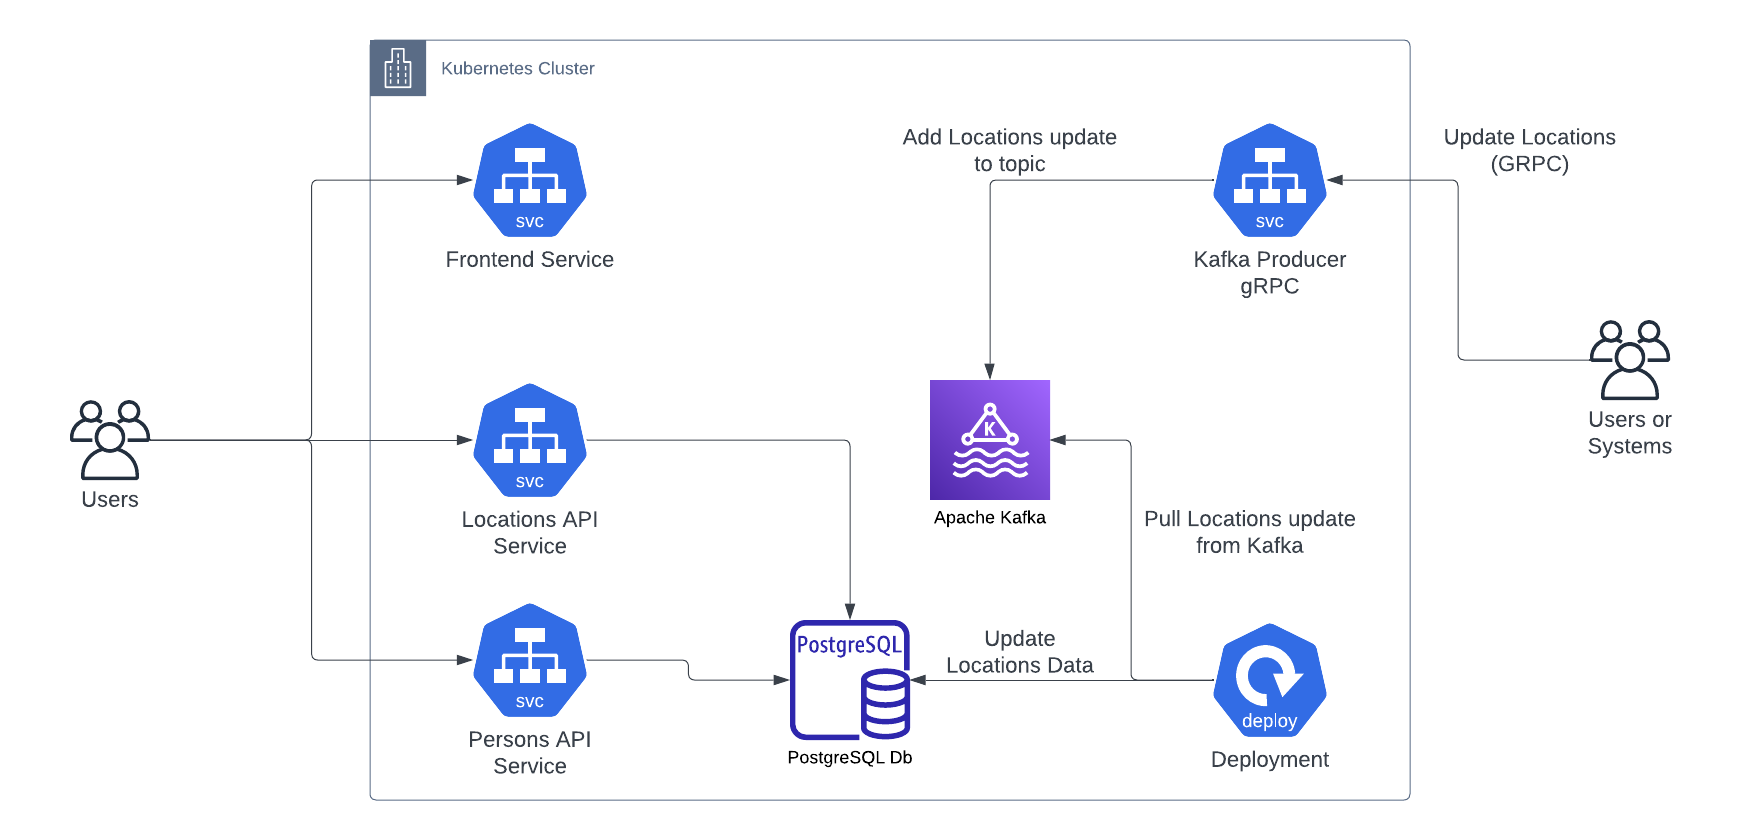 Kubernetes Cluster
svc
Frontend Service
Add Locations update
to topic
svc
Kafka Producer
gRPC
Update Locations
(GRPC)
Users
svc
Locations API
Service
K
Apache Kafka
Users or
Systems
Pull Locations update
from Kafka
svc
Persons API
Service
PostgreSQL
PostgreSQL Db
Update
Locations Data
deploy
Deployment